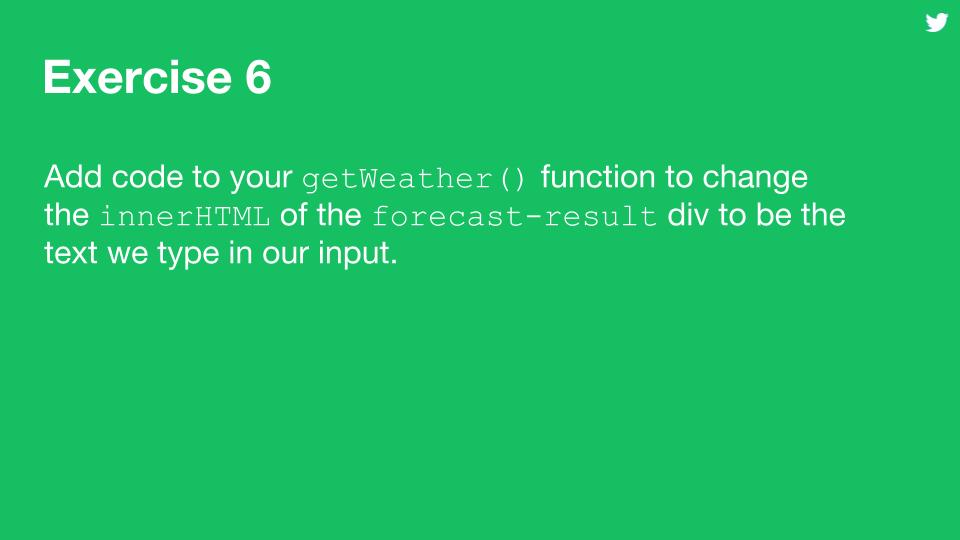 Exercise 6
Add code to your getWeather() function to change
the innerHTML of the forecast-result div to be the
text we type in our input.